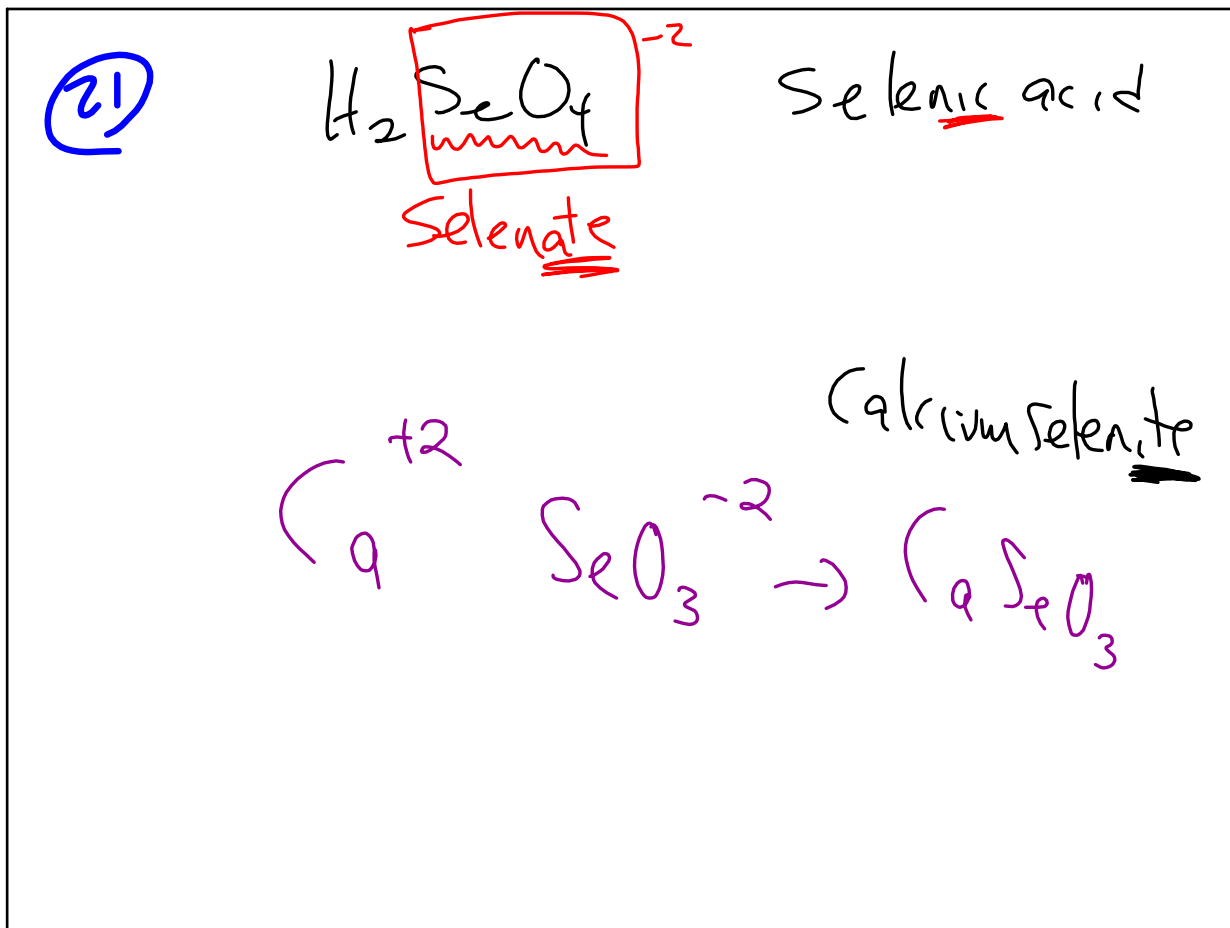 21 H₂SeO₄⁻² Selenic acid
Selenate
Calcium Selenite
Ca⁺² SeO₃⁻² → CaSeO₃